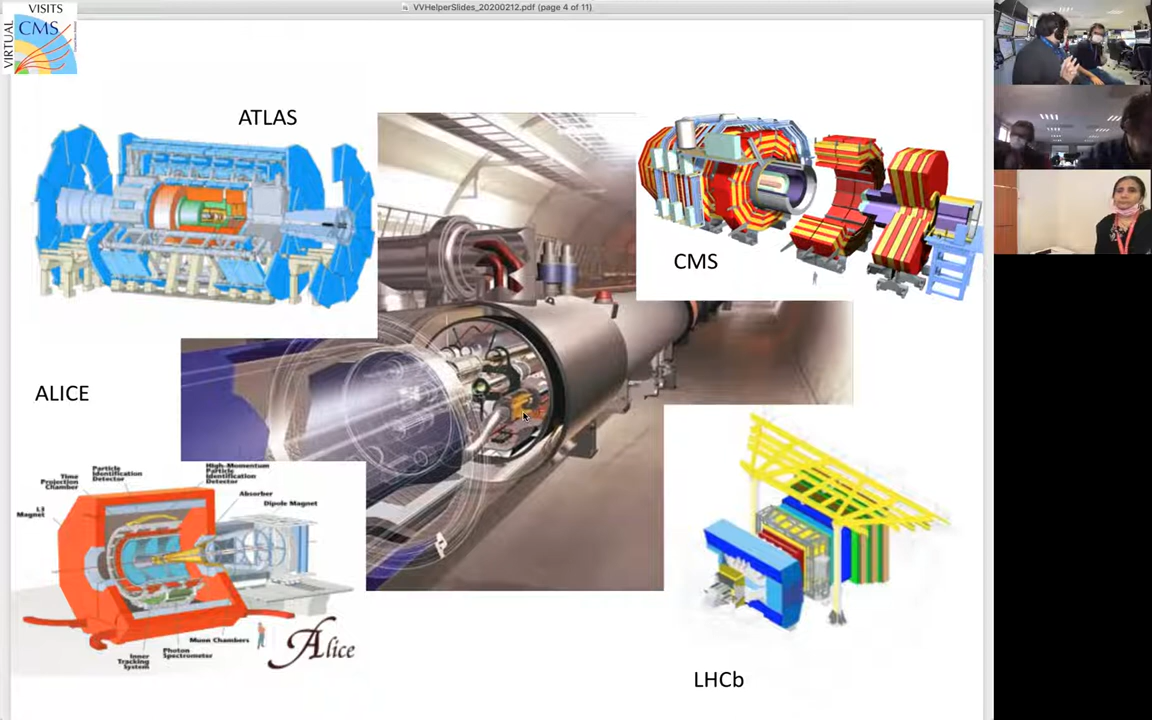 VVHelperSlides_20200212.pdf (page 4 of 11)
VIRTUAL
VISITS
CMS
ATLAS
CMS
ALICE
High-Momentum
Particle
Identification
Detector
Particle
Identification
Detector
Time
Projection
Chamber
Absorber
Dipole Magnet
L3
Magnet
Muon Chambers
Photon
Spectrometer
Inner
Tracking
System
Alice
LHCb